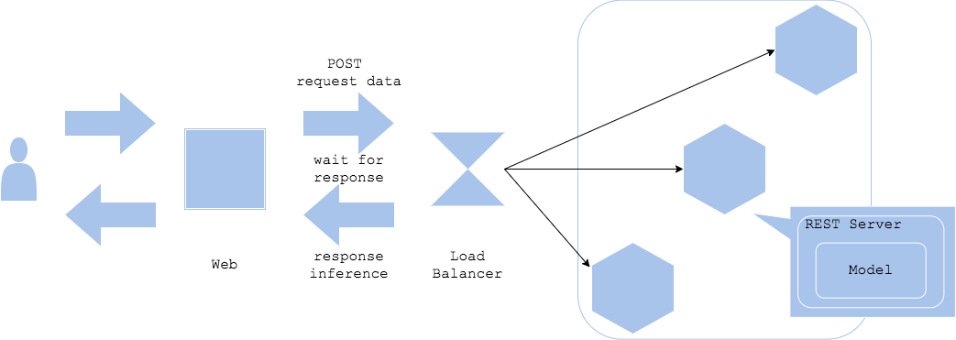 POST
request data
wait for
response
response
inference
Web
Load
Balancer
REST Server
Model